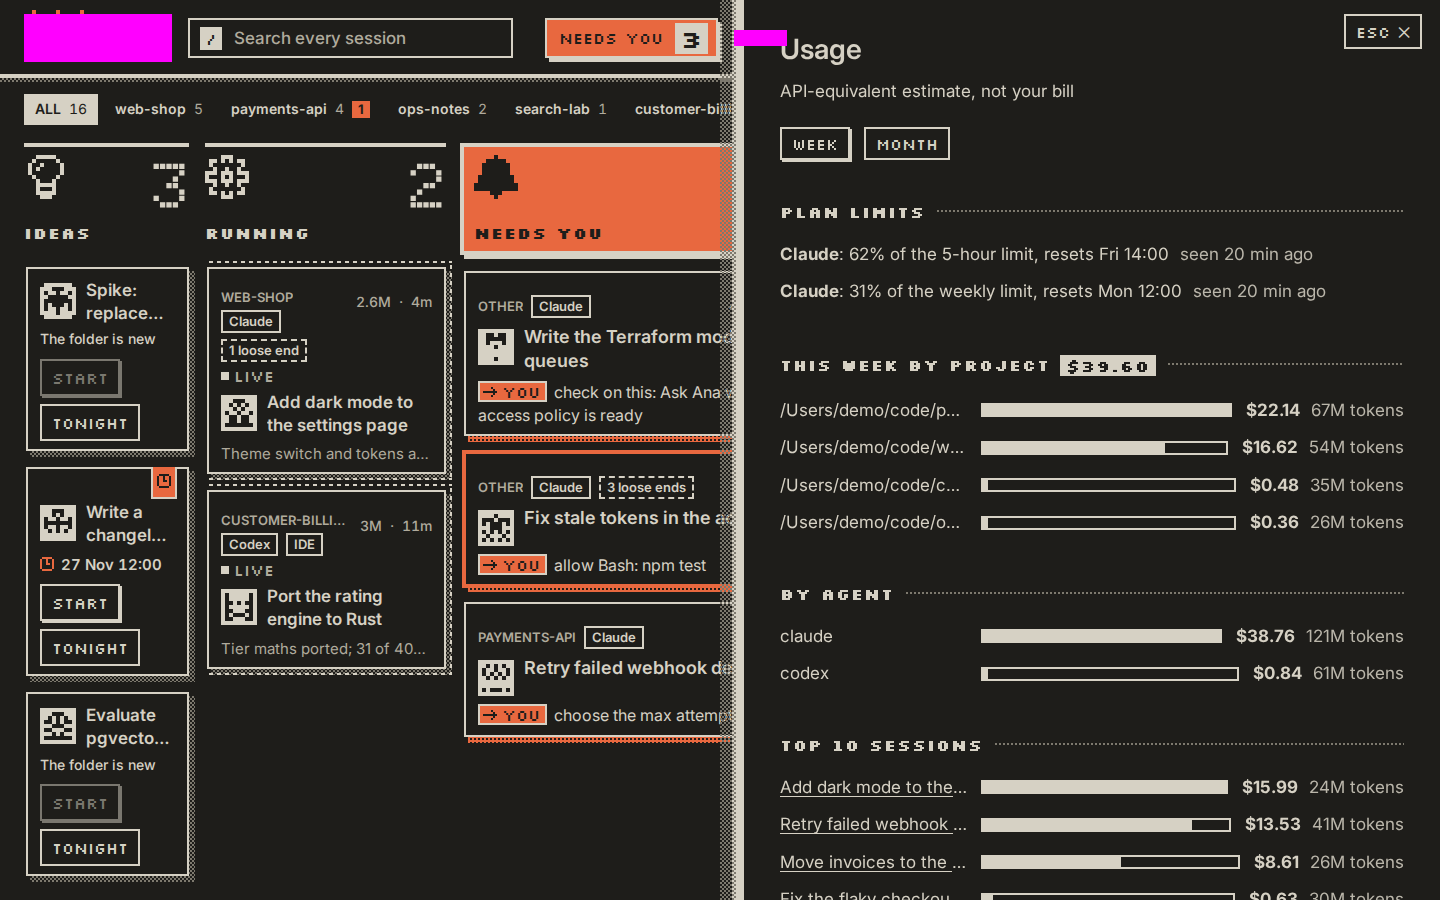 / Search every session
NEEDS YOU 3
ALL 16 web-shop 5 payments-api 4 1 ops-notes 2 search-lab 1
3
IDEAS
Spike:
replace...
The folder is new
START
TONIGHT
Write a
changel...
27 Nov 12:00
START
TONIGHT
Evaluate
pgvecto...
The folder is new
START
TONIGHT
2
RUNNING
WEB-SHOP 2.6M · 4m
Claude
1 loose end
LIVE
Add dark mode to
the settings page
Theme switch and tokens a...
CUSTOMER-BILLI... 3M · 11m
Codex IDE
LIVE
Port the rating
engine to Rust
Tier maths ported; 31 of 40...
NEEDS YOU
OTHER Claude
Write the Terraform
queues
→ YOU check on this: Ask Ana
access policy is ready
OTHER Claude 3 loose ends
Fix stale tokens in the
→ YOU allow Bash: npm test
PAYMENTS-API Claude
Retry failed webhook
→ YOU choose the max
Usage
ESC ×
API-equivalent estimate, not your bill
WEEK MONTH
PLAN LIMITS
Claude: 62% of the 5-hour limit, resets Fri 14:00 seen 20 min ago
Claude: 31% of the weekly limit, resets Mon 12:00 seen 20 min ago
THIS WEEK BY PROJECT $39.60
/Users/demo/code/p... $22.14 67M tokens
/Users/demo/code/w... $16.62 54M tokens
/Users/demo/code/c... $0.48 35M tokens
/Users/demo/code/o... $0.36 26M tokens
BY AGENT
claude $38.76 121M tokens
codex $0.84 61M tokens
TOP 10 SESSIONS
Add dark mode to the... $15.99 24M tokens
Retry failed webhook ... $13.53 41M tokens
Move invoices to the ... $8.61 26M tokens
Fix the flaky checkou... $0.63 30M tokens